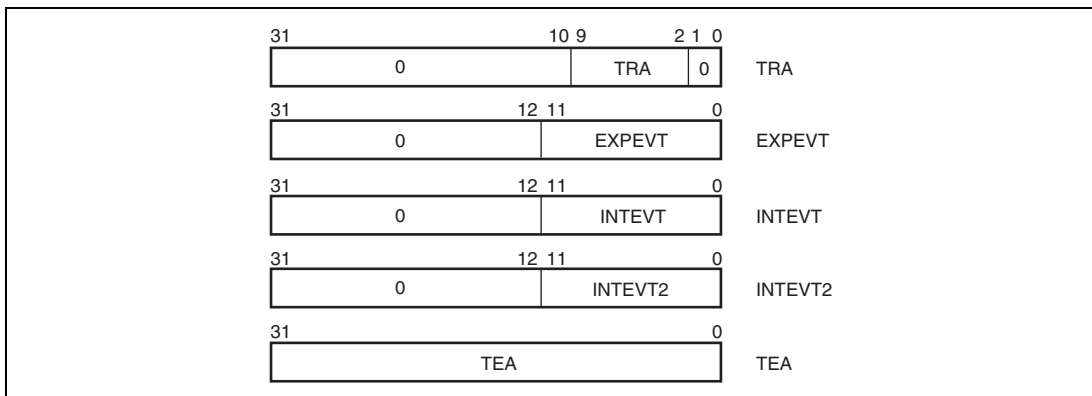 31 10 9 2 1 0
0 TRA 0 TRA
31 12 11 0
0 EXPEVT EXPEVT
31 12 11 0
0 INTEVT INTEVT
31 12 11 0
0 INTEVT2 INTEVT2
31 0
TEA TEA